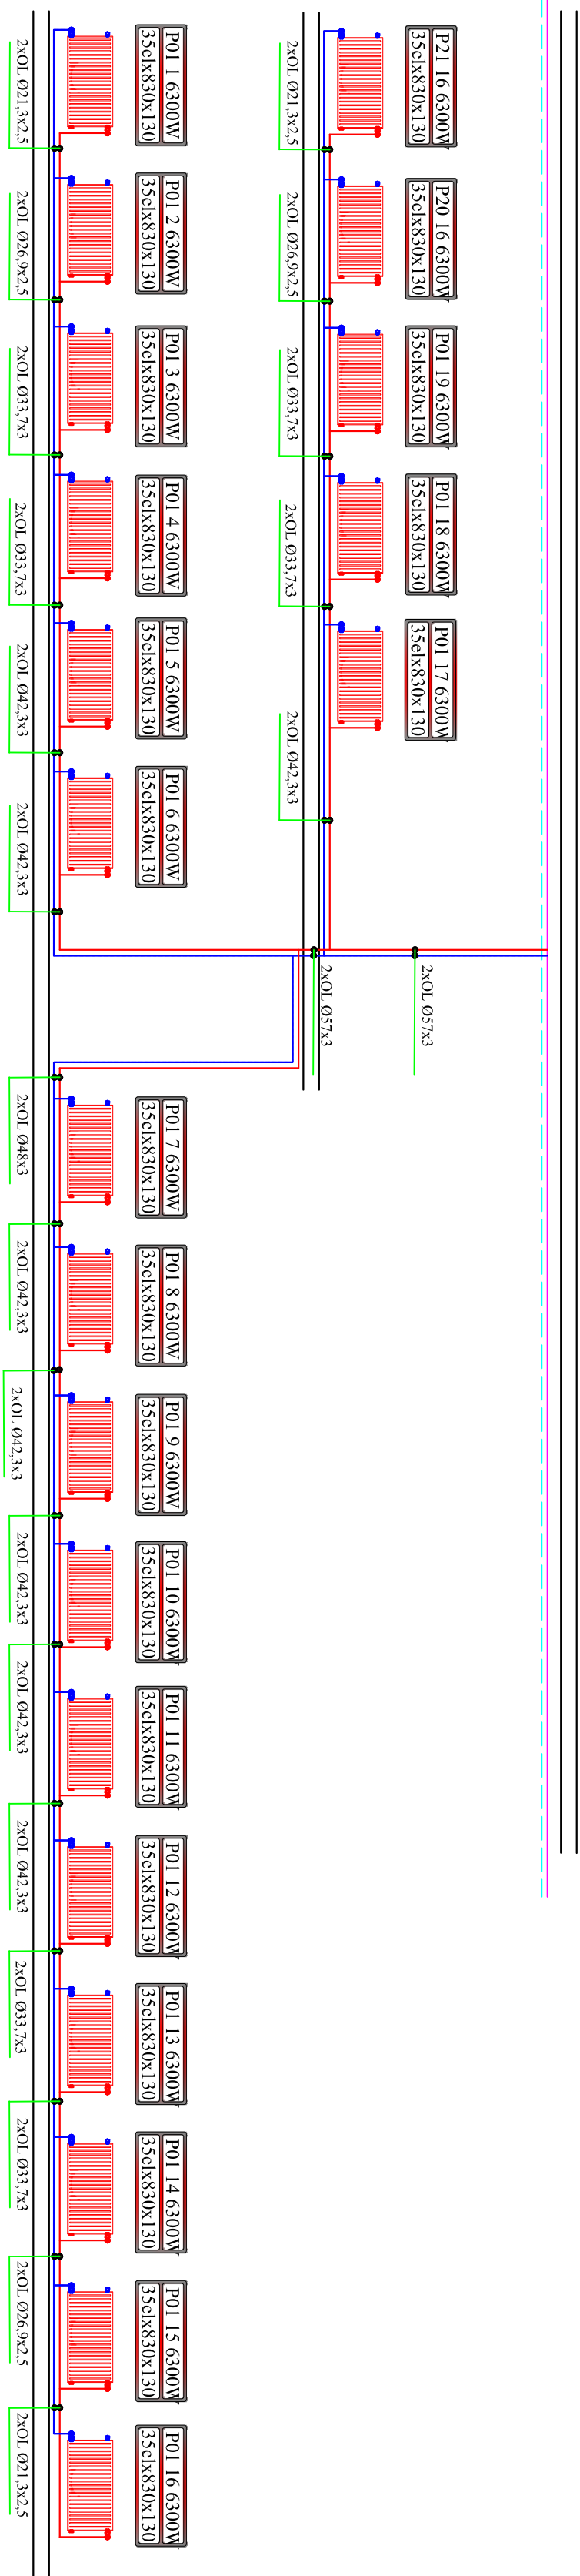 P21 16 6300W
35elx830x130
P20 16 6300W
35elx830x130
P01 19 6300W
35elx830x130
P01 18 6300W
35elx830x130
P01 17 6300W
35elx830x130
2xOL Ø21,3x2,5
2xOL Ø26,9x2,5
2xOL Ø33,7x3
2xOL Ø33,7x3
2xOL Ø42,3x3
2xOL Ø57x3
2xOL Ø57x3
P01 1 6300W
35elx830x130
P01 2 6300W
35elx830x130
P01 3 6300W
35elx830x130
P01 4 6300W
35elx830x130
P01 5 6300W
35elx830x130
P01 6 6300W
35elx830x130
P01 7 6300W
35elx830x130
P01 8 6300W
35elx830x130
P01 9 6300W
35elx830x130
P01 10 6300W
35elx830x130
P01 11 6300W
35elx830x130
P01 12 6300W
35elx830x130
P01 13 6300W
35elx830x130
P01 14 6300W
35elx830x130
P01 15 6300W
35elx830x130
P01 16 6300W
35elx830x130
2xOL Ø21,3x2,5
2xOL Ø26,9x2,5
2xOL Ø33,7x3
2xOL Ø33,7x3
2xOL Ø42,3x3
2xOL Ø42,3x3
2xOL Ø48x3
2xOL Ø42,3x3
2xOL Ø42,3x3
2xOL Ø42,3x3
2xOL Ø42,3x3
2xOL Ø42,3x3
2xOL Ø33,7x3
2xOL Ø33,7x3
2xOL Ø26,9x2,5
2xOL Ø21,3x2,5